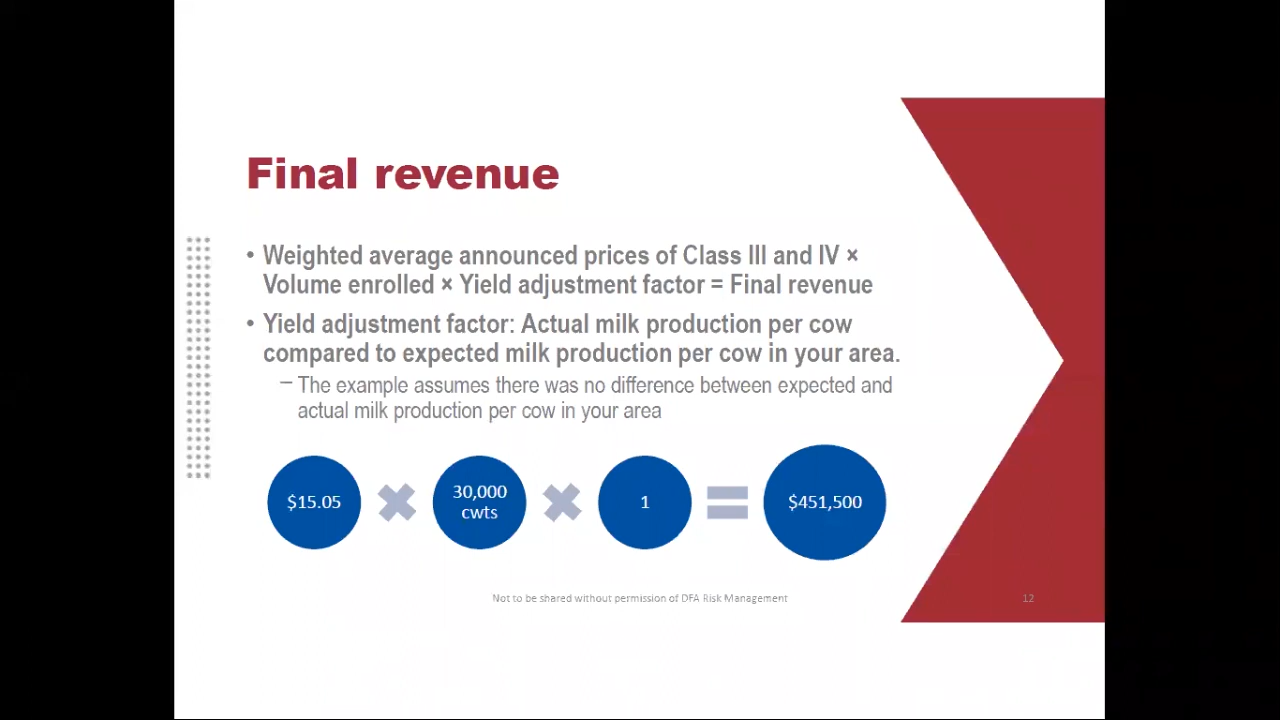 Final revenue
• Weighted average announced prices of Class III and IV ×
Volume enrolled × Yield adjustment factor = Final revenue
• Yield adjustment factor: Actual milk production per cow
compared to expected milk production per cow in your area.
– The example assumes there was no difference between expected and
actual milk production per cow in your area
$15.05 × 30,000 cwts × 1 = $451,500
Not to be shared without permission of DFA Risk Management
12